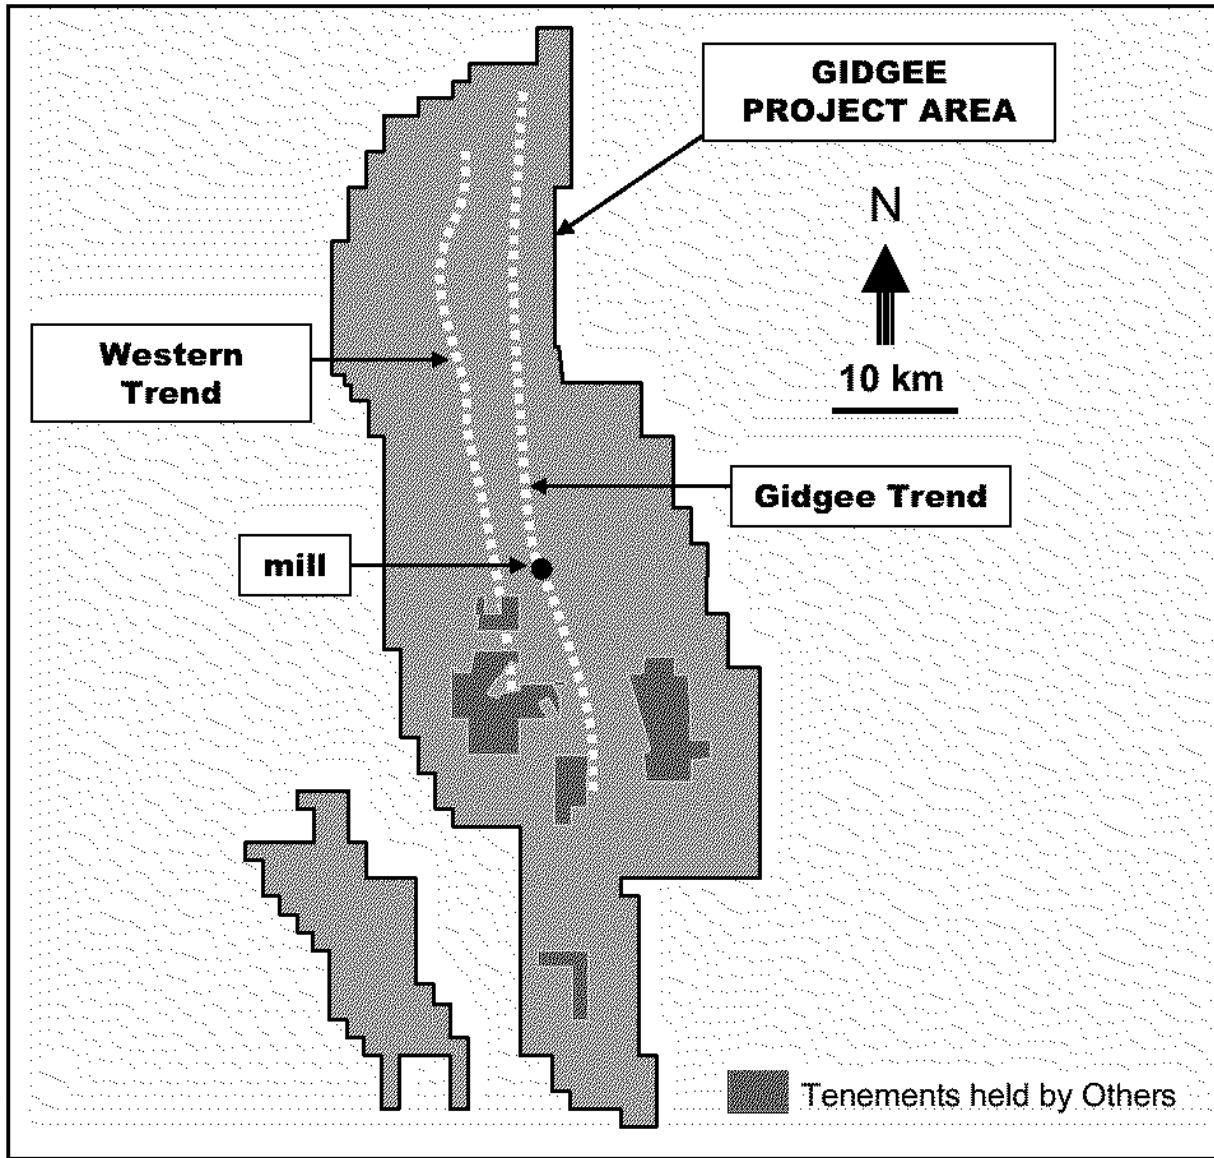 GIDGEE
PROJECT AREA
N
10 km
Western
Trend
Gidgee Trend
mill
Tenements held by Others